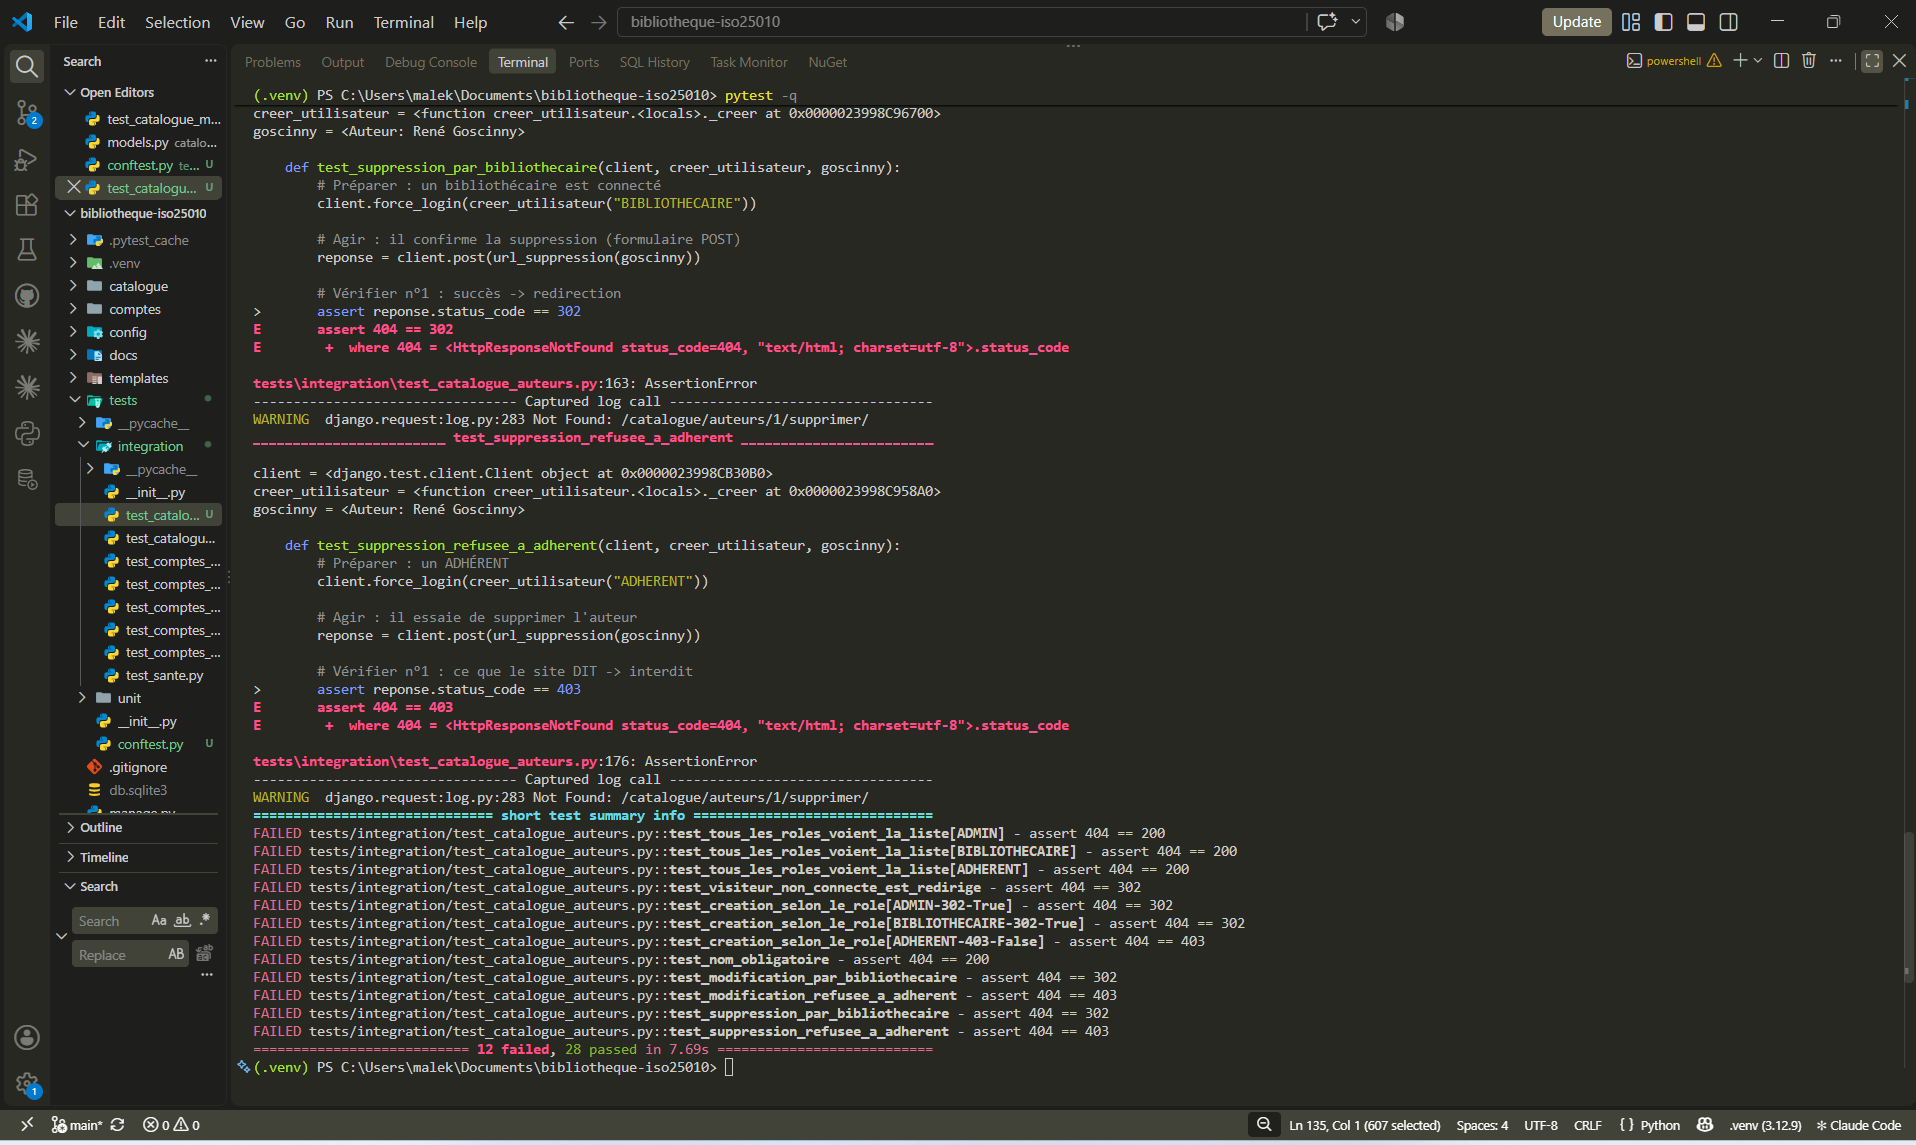 File Edit Selection View Go Run Terminal Help
bibliotheque-iso25010
Update
Search
Problems Output Debug Console Terminal Ports SQL History Task Monitor NuGet
powershell
Open Editors
test_catalogue_m...
models.py catalo...
conftest.py te... U
test_catalogu... U
bibliotheque-iso25010
.pytest_cache
.venv
catalogue
comptes
config
docs
templates
tests
__pycache__
integration
__pycache__
__init__.py
test_catalo... U
test_catalogu...
test_comptes_...
test_comptes_...
test_comptes_...
test_comptes_...
test_comptes_...
test_sante.py
unit
__init__.py
conftest.py U
.gitignore
db.sqlite3
manage.py
Outline
Timeline
Search
Search Aa ab .*
Replace AB
2
1
(.venv) PS C:\Users\malek\Documents\bibliotheque-iso25010> pytest -q
creer_utilisateur = <function creer_utilisateur.<locals>._creer at 0x0000023998C96700>
goscinny = <Auteur: René Goscinny>
def test_suppression_par_bibliothecaire(client, creer_utilisateur, goscinny):
# Préparer : un bibliothécaire est connecté
client.force_login(creer_utilisateur("BIBLIOTHECAIRE"))
# Agir : il confirme la suppression (formulaire POST)
reponse = client.post(url_suppression(goscinny))
# Vérifier n°1 : succès -> redirection
> assert reponse.status_code == 302
E assert 404 == 302
E + where 404 = <HttpResponseNotFound status_code=404, "text/html; charset=utf-8">.status_code
tests\integration\test_catalogue_auteurs.py:163: AssertionError
--------------------------------- Captured log call ---------------------------------
WARNING django.request:log.py:283 Not Found: /catalogue/auteurs/1/supprimer/
________________________ test_suppression_refusee_a_adherent ________________________
client = <django.test.client.Client object at 0x0000023998CB30B0>
creer_utilisateur = <function creer_utilisateur.<locals>._creer at 0x0000023998C958A0>
goscinny = <Auteur: René Goscinny>
def test_suppression_refusee_a_adherent(client, creer_utilisateur, goscinny):
# Préparer : un ADHÉRENT
client.force_login(creer_utilisateur("ADHERENT"))
# Agir : il essaie de supprimer l'auteur
reponse = client.post(url_suppression(goscinny))
# Vérifier n°1 : ce que le site DIT -> interdit
> assert reponse.status_code == 403
E assert 404 == 403
E + where 404 = <HttpResponseNotFound status_code=404, "text/html; charset=utf-8">.status_code
tests\integration\test_catalogue_auteurs.py:176: AssertionError
--------------------------------- Captured log call ---------------------------------
WARNING django.request:log.py:283 Not Found: /catalogue/auteurs/1/supprimer/
============================== short test summary info ==============================
FAILED tests/integration/test_catalogue_auteurs.py::test_tous_les_roles_voient_la_liste[ADMIN] - assert 404 == 200
FAILED tests/integration/test_catalogue_auteurs.py::test_tous_les_roles_voient_la_liste[BIBLIOTHECAIRE] - assert 404 == 200
FAILED tests/integration/test_catalogue_auteurs.py::test_tous_les_roles_voient_la_liste[ADHERENT] - assert 404 == 200
FAILED tests/integration/test_catalogue_auteurs.py::test_visiteur_non_connecte_est_redirige - assert 404 == 302
FAILED tests/integration/test_catalogue_auteurs.py::test_creation_selon_le_role[ADMIN-302-True] - assert 404 == 302
FAILED tests/integration/test_catalogue_auteurs.py::test_creation_selon_le_role[BIBLIOTHECAIRE-302-True] - assert 404 == 302
FAILED tests/integration/test_catalogue_auteurs.py::test_creation_selon_le_role[ADHERENT-403-False] - assert 404 == 403
FAILED tests/integration/test_catalogue_auteurs.py::test_nom_obligatoire - assert 404 == 200
FAILED tests/integration/test_catalogue_auteurs.py::test_modification_par_bibliothecaire - assert 404 == 302
FAILED tests/integration/test_catalogue_auteurs.py::test_modification_refusee_a_adherent - assert 404 == 403
FAILED tests/integration/test_catalogue_auteurs.py::test_suppression_par_bibliothecaire - assert 404 == 302
FAILED tests/integration/test_catalogue_auteurs.py::test_suppression_refusee_a_adherent - assert 404 == 403
=========================== 12 failed, 28 passed in 7.69s ===========================
(.venv) PS C:\Users\malek\Documents\bibliotheque-iso25010>
main* 0 0 Ln 135, Col 1 (607 selected) Spaces: 4 UTF-8 CRLF {} Python .venv (3.12.9) Claude Code